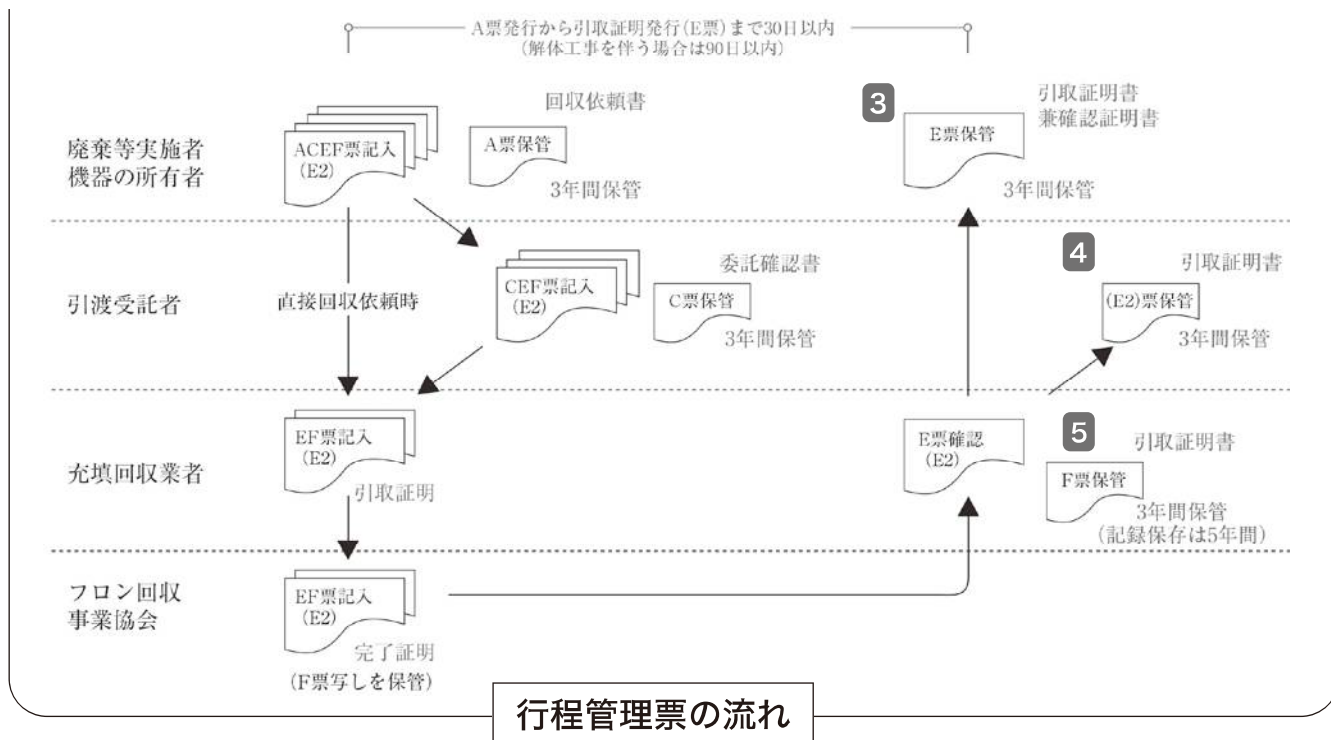 A票発行から引取証明発行(E票)まで30日以内
(解体工事を伴う場合は90日以内)
廃棄等実施者
機器の所有者
ACEF票記入
(E2)
回収依頼書
A票保管
3年間保管
3
引取証明書
兼確認証明書
E票保管
3年間保管
引渡受託者
直接回収依頼時
CEF票記入
(E2)
委託確認書
C票保管
3年間保管
4
引取証明書
(E2)票保管
3年間保管
充填回収業者
EF票記入
(E2)
引取証明
E票確認
(E2)
5
引取証明書
F票保管
3年間保管
(記録保存は5年間)
フロン回収
事業協会
EF票記入
(E2)
完了証明
(F票写しを保管)
行程管理票の流れ